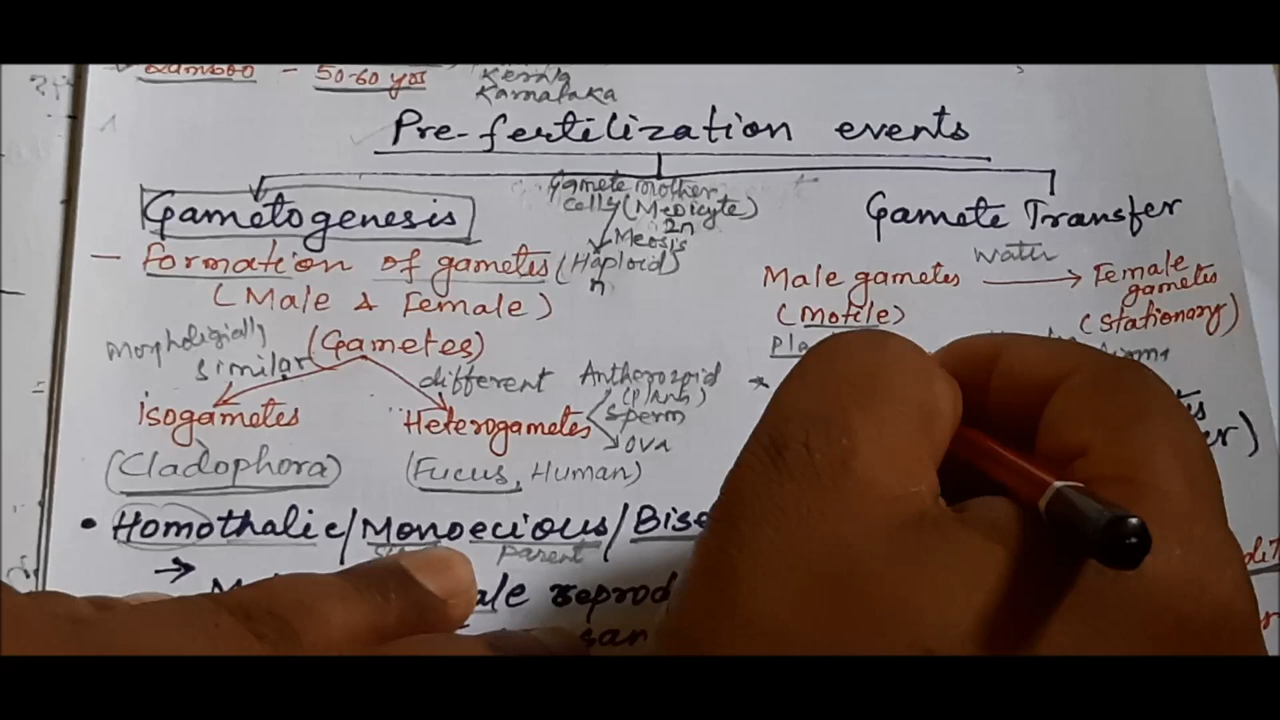 Bamboo - 50-60 yrs
Kerala
Karnataka
Pre-fertilization events
Gametogenesis
Gamete mother
cells (Meiocyte)
2n
Meosis
(Haploid)
n
- formation of gametes
(Male & Female)
(Gametes)
Morphologially
similar
different
isogametes
(Cladophora)
Heterogametes
Antherozoid
(plants)
Sperm
Ova
(Fucus, Human)
Gamete Transfer
Male gametes
(Motile)
water
Female
gametes
(Stationary)
• Homothalic/Monoecious/Bise
parent
ale reprod